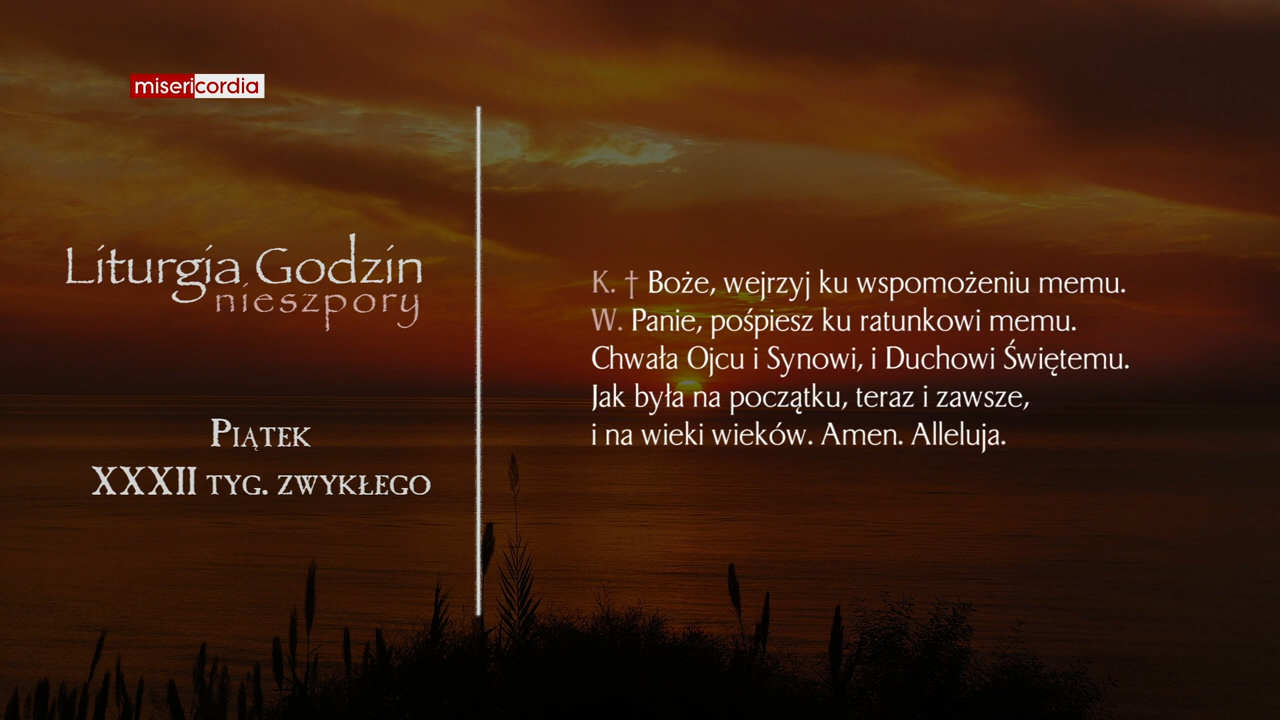 misericordia
Liturgia Godzin
nieszpory
Piątek
XXXII tyg. zwykłego
K. † Boże, wejrzyj ku wspomożeniu memu.
W. Panie, pośpiesz ku ratunkowi memu.
Chwała Ojcu i Synowi, i Duchowi Świętemu.
Jak była na początku, teraz i zawsze,
i na wieki wieków. Amen. Alleluja.